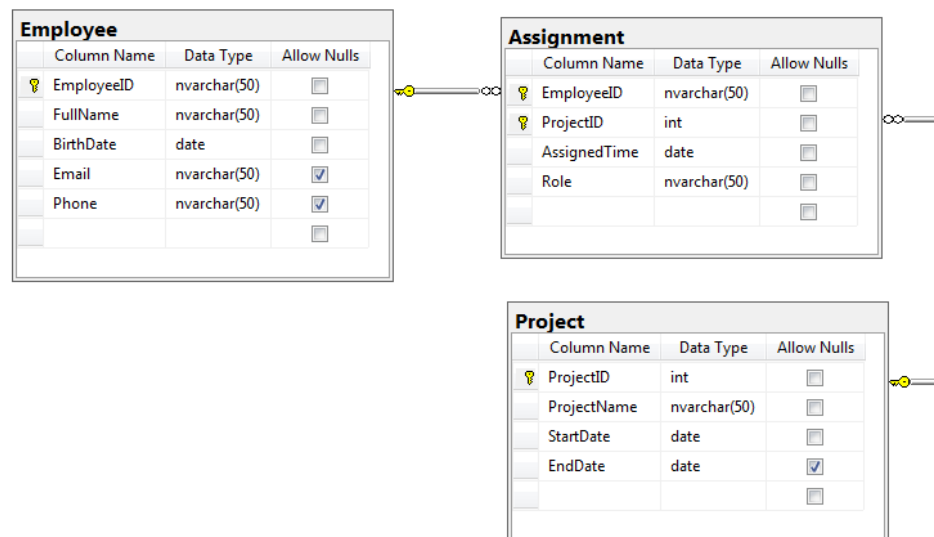 Employee
Column Name Data Type Allow Nulls
EmployeeID nvarchar(50)
FullName nvarchar(50)
BirthDate date
Email nvarchar(50)
Phone nvarchar(50)
Assignment
Column Name Data Type Allow Nulls
EmployeeID nvarchar(50)
ProjectID int
AssignedTime date
Role nvarchar(50)
Project
Column Name Data Type Allow Nulls
ProjectID int
ProjectName nvarchar(50)
StartDate date
EndDate date